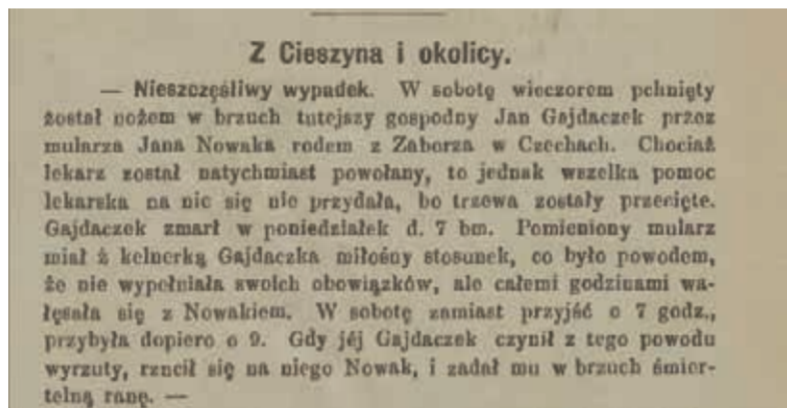 Z Cieszyna i okolicy.
— Nieszczęśliwy wypadek. W sobotę wieczorem pchnięty
żostał nożem w brzuch tutejszy gospodny Jan Gajdaczek przez
mularza Jana Nowaka rodem z Zaborza w Czechach. Chociaż
lekarz został natychmiast powołany, to jednak wszelka pomoc
lekarska na nic się nie przydała, bo trzewa zostały przecięte.
Gajdaczek zmarł w poniedziałek d. 7 bm. Pomieniony mularz
miał ż kelnerką Gajdaczka miłośny stosunek, co było powodem,
że nie wypełniała swoich obowiązków, ale całemi godzinami wa-
łęsała się z Nowakiem. W sobotę zamiast przyjść o 7 godz.,
przybyła dopiero o 9. Gdy jéj Gajdaczek czynił z tego powodu
wyrzuty, rzucił się na niego Nowak, i zadał mu w brzuch śmier-
telną ranę. —